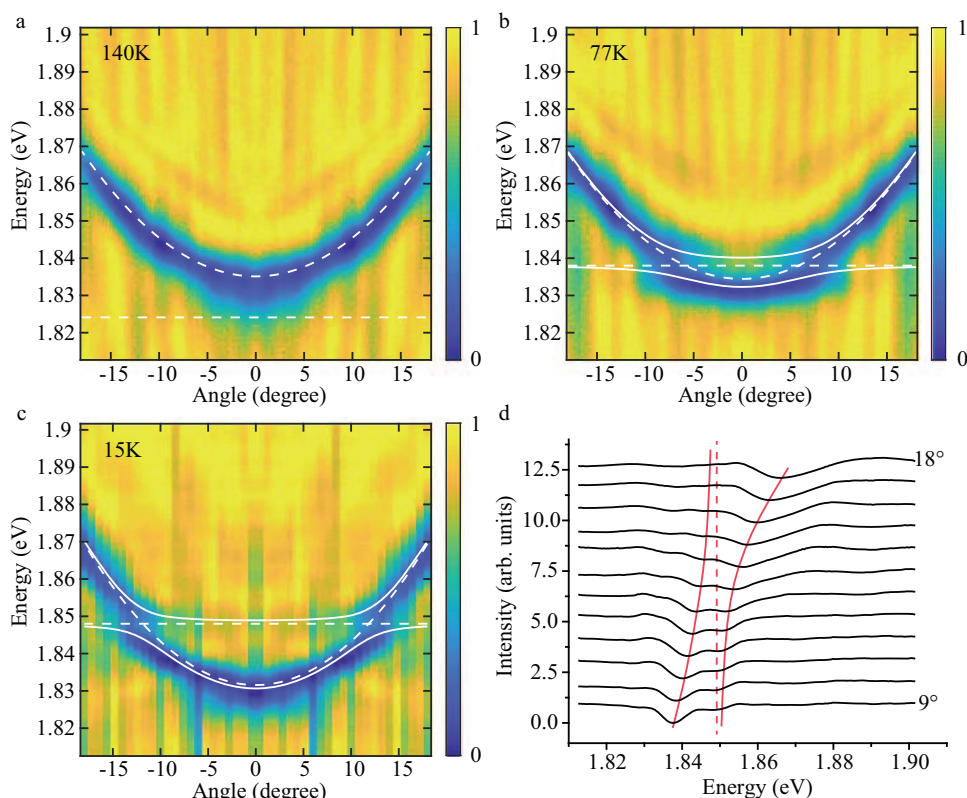 a
140K
1.9
1.89
1.88
1.87
1.86
1.85
1.84
1.83
1.82
Energy (eV)
-15 -10 -5 0 5 10 15
Angle (degree)
1
0
b
77K
1.9
1.89
1.88
1.87
1.86
1.85
1.84
1.83
1.82
Energy (eV)
-15 -10 -5 0 5 10 15
Angle (degree)
1
0
c
15K
1.9
1.89
1.88
1.87
1.86
1.85
1.84
1.83
1.82
Energy (eV)
-15 -10 -5 0 5 10 15
Angle (degree)
1
0
d
12.5
10.0
7.5
5.0
2.5
0.0
Intensity (arb. units)
18°
9°
1.82 1.84 1.86 1.88 1.90
Energy (eV)